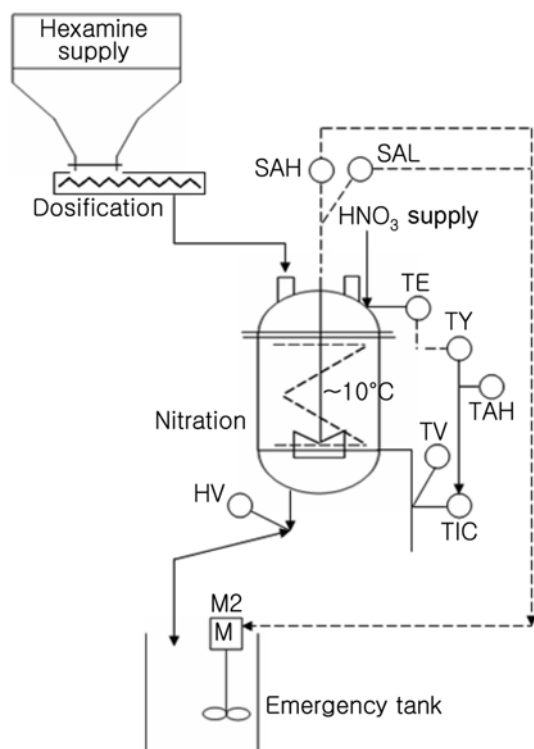 Hexamine
supply
Dosification
SAH
SAL
HNO₃ supply
TE
TY
~10°C
TAH
Nitration
TV
HV
TIC
M2
M
Emergency tank